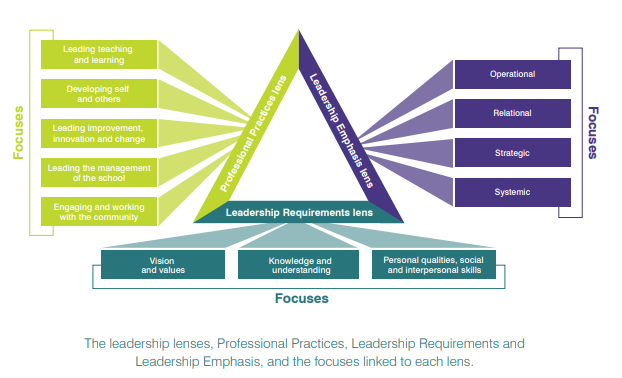 Focuses
Leading teaching
and learning
Developing self
and others
Leading improvement,
innovation and change
Leading the management
of the school
Engaging and working
with the community
Professional Practices lens
Leadership Emphasis lens
Leadership Requirements lens
Operational
Relational
Strategic
Systemic
Focuses
Vision
and values
Knowledge and
understanding
Personal qualities, social
and interpersonal skills
Focuses
The leadership lenses, Professional Practices, Leadership Requirements and
Leadership Emphasis, and the focuses linked to each lens.